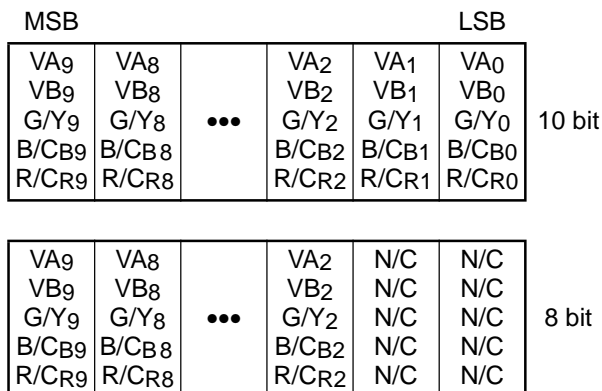 MSB LSB
VA9 VA8 VA2 VA1 VA0
VB9 VB8 VB2 VB1 VB0
G/Y9 G/Y8 ••• G/Y2 G/Y1 G/Y0 10 bit
B/CB9 B/CB8 B/CB2 B/CB1 B/CB0
R/CR9 R/CR8 R/CR2 R/CR1 R/CR0
VA9 VA8 VA2 N/C N/C
VB9 VB8 VB2 N/C N/C
G/Y9 G/Y8 ••• G/Y2 N/C N/C 8 bit
B/CB9 B/CB8 B/CB2 N/C N/C
R/CR9 R/CR8 R/CR2 N/C N/C